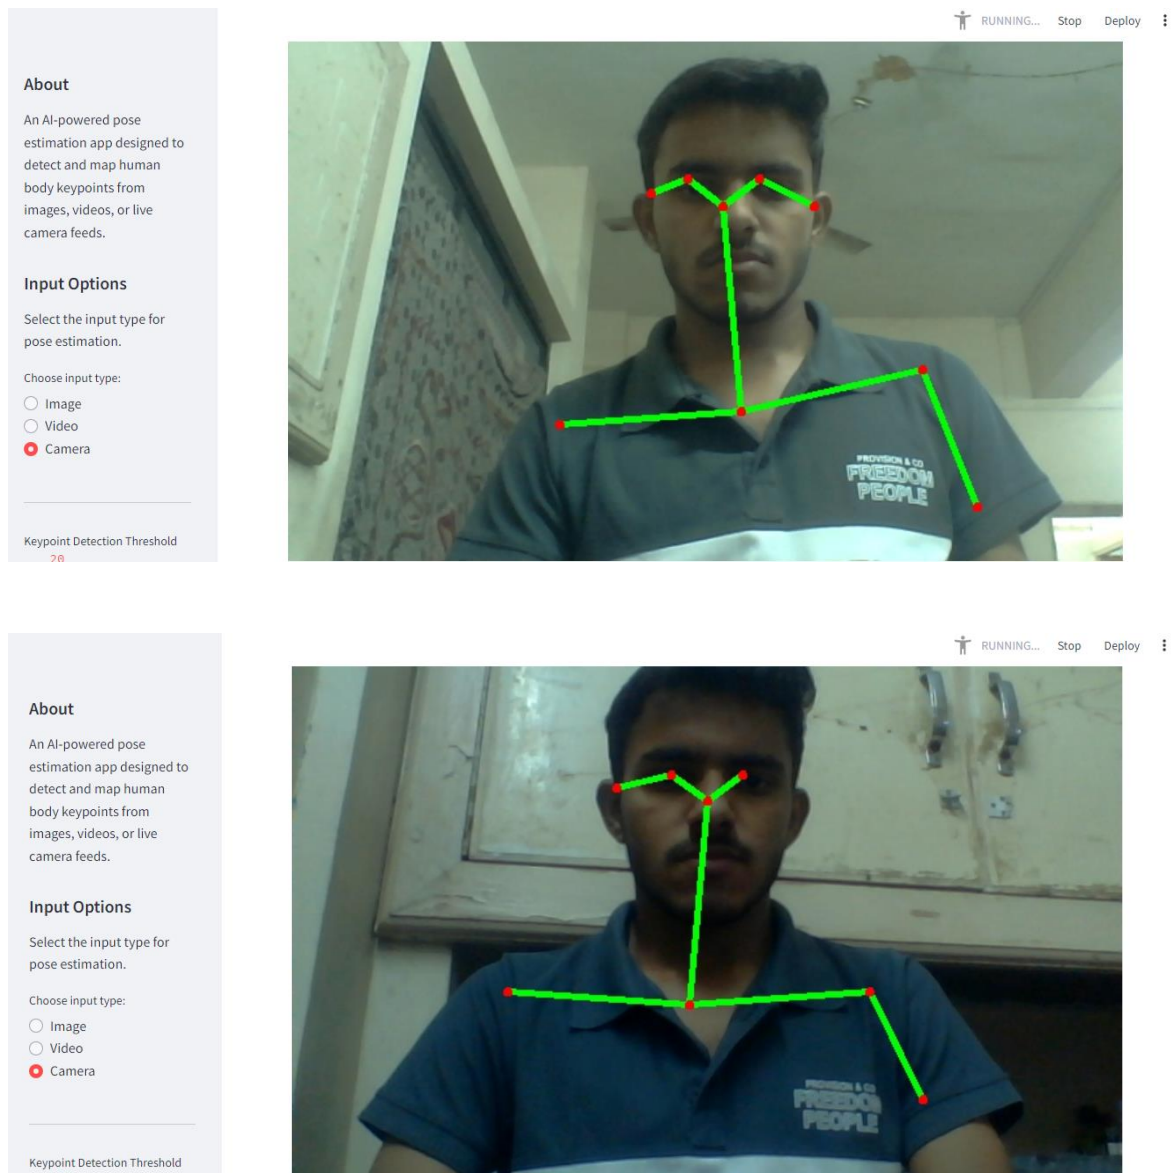 RUNNING... Stop Deploy
About
An AI-powered pose
estimation app designed to
detect and map human
body keypoints from
images, videos, or live
camera feeds.
Input Options
Select the input type for
pose estimation.
Choose input type:
Image
Video
Camera
Keypoint Detection Threshold
20
PROVISION & CO
FREEDOM
PEOPLE
RUNNING... Stop Deploy
About
An AI-powered pose
estimation app designed to
detect and map human
body keypoints from
images, videos, or live
camera feeds.
Input Options
Select the input type for
pose estimation.
Choose input type:
Image
Video
Camera
Keypoint Detection Threshold
PROVISION & CO
FREEDOM
PEOPLE